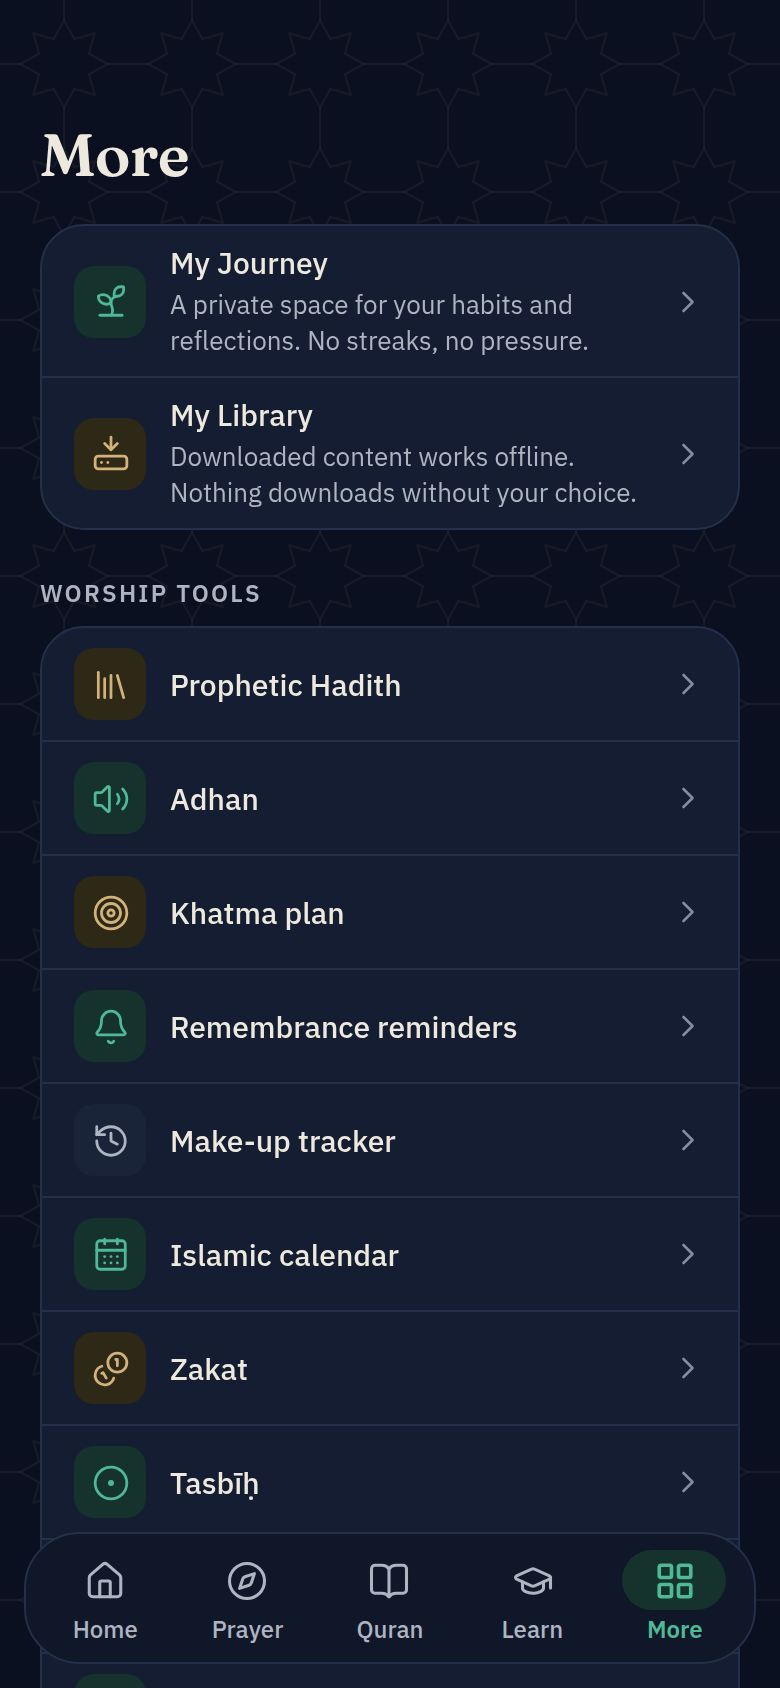 More
My Journey
A private space for your habits and
reflections. No streaks, no pressure.
My Library
Downloaded content works offline.
Nothing downloads without your choice.
WORSHIP TOOLS
Prophetic Hadith
Adhan
Khatma plan
Remembrance reminders
Make-up tracker
Islamic calendar
Zakat
Tasbīḥ
Home
Prayer
Quran
Learn
More